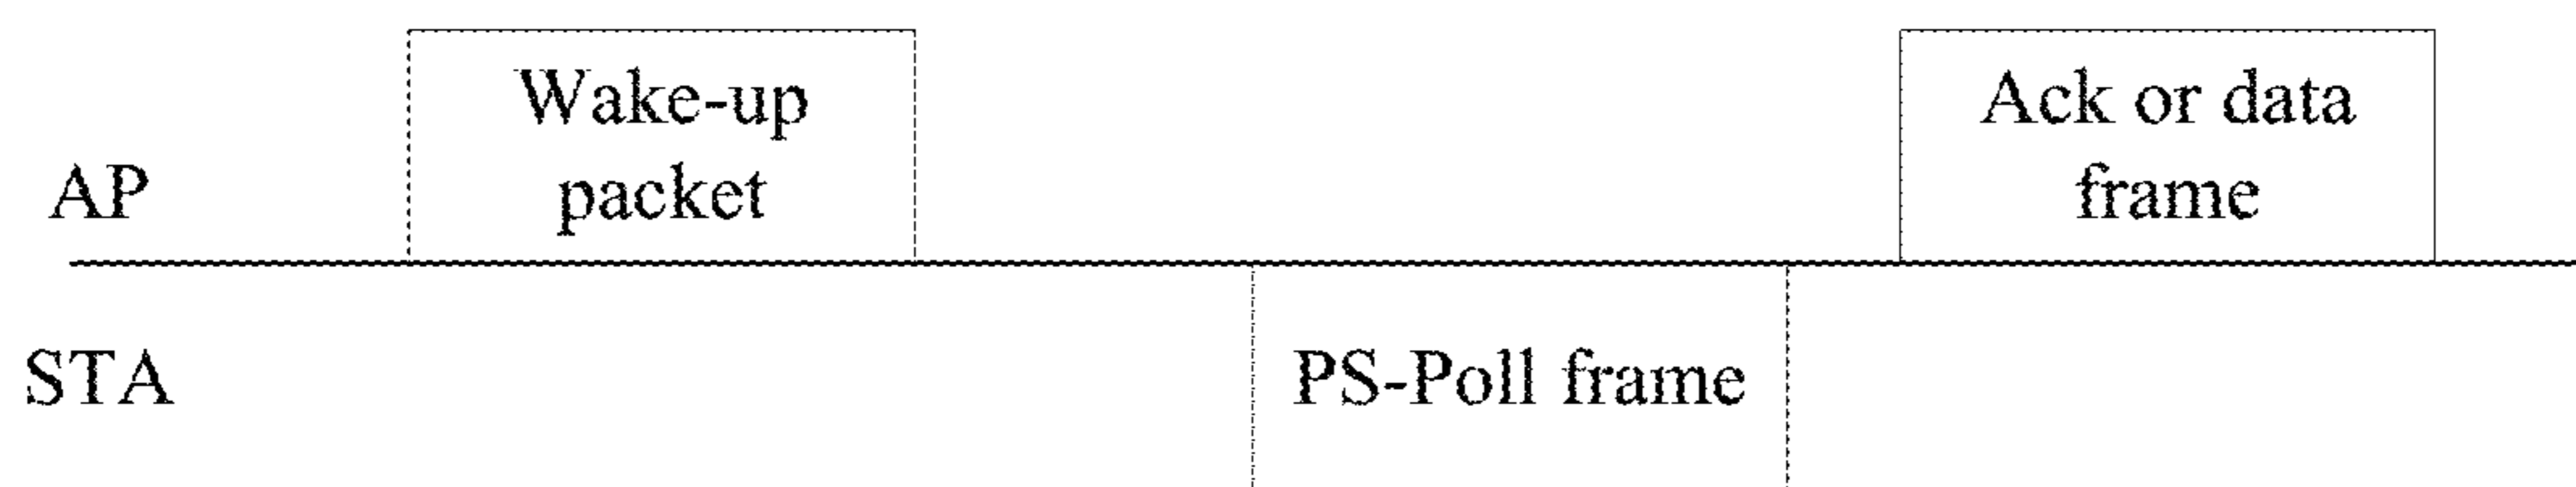 AP
Wake-up
packet
Ack or data
frame
STA
PS-Poll frame